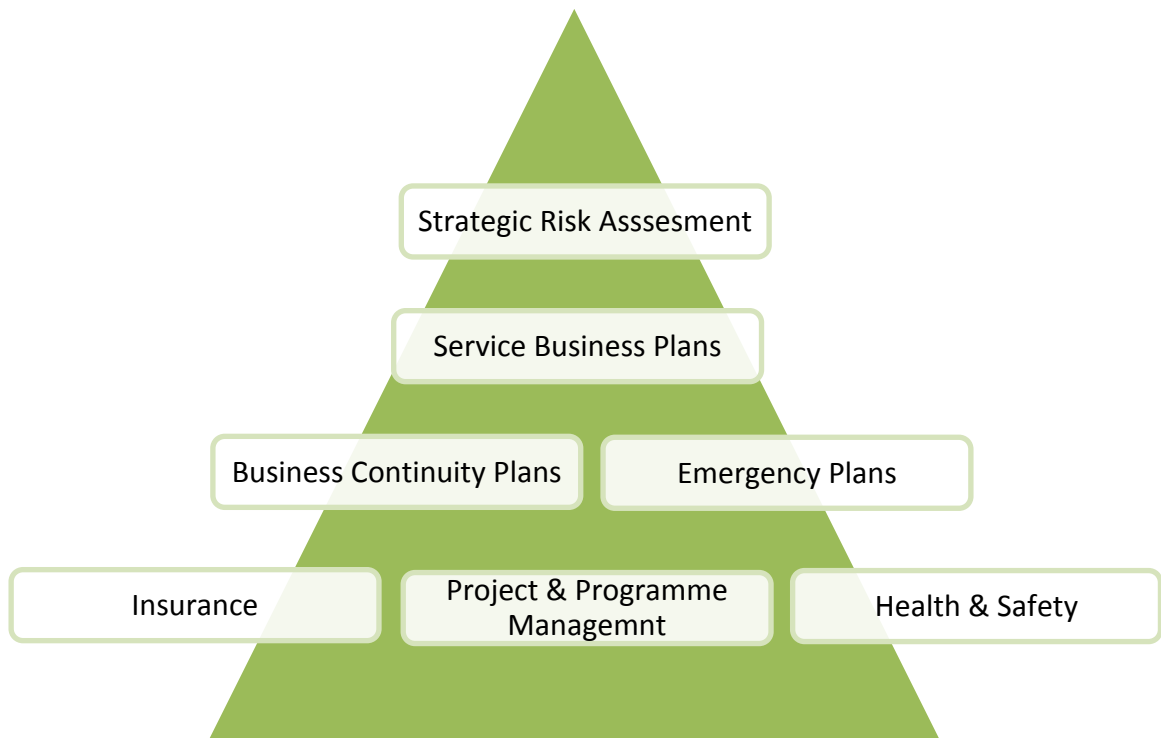 Strategic Risk Asssesment
Service Business Plans
Business Continuity Plans
Emergency Plans
Insurance
Project & Programme
Managemnt
Health & Safety